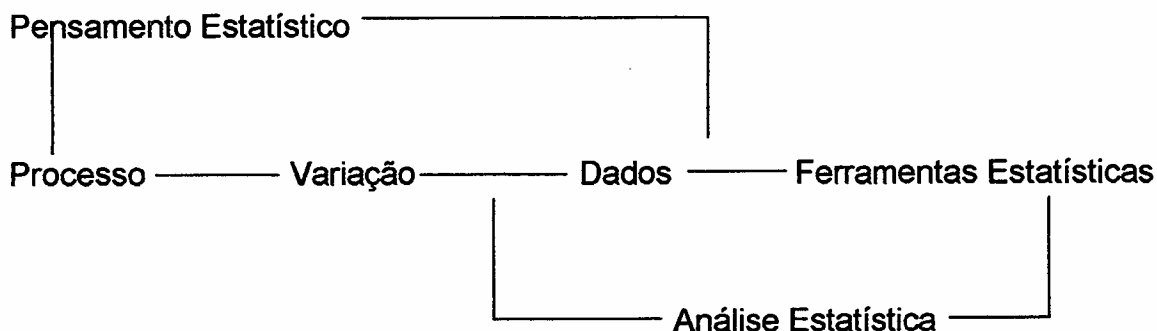 Pensamento Estatístico
Processo Variação Dados Ferramentas Estatísticas
Análise Estatística